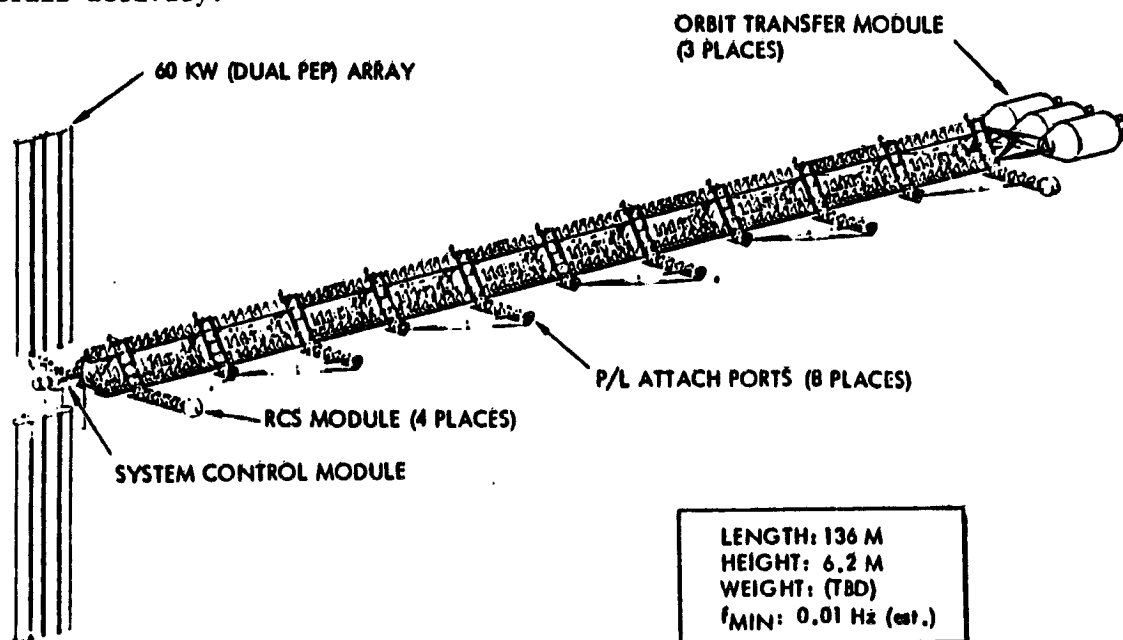 ORBIT TRANSFER MODULE
(3 PLACES)
60 KW (DUAL PEP) ARRAY
P/L ATTACH PORTS (8 PLACES)
RCS MODULE (4 PLACES)
SYSTEM CONTROL MODULE
LENGTH: 136 M
HEIGHT: 6.2 M
WEIGHT: (TBD)
fMIN: 0.01 Hz (est.)